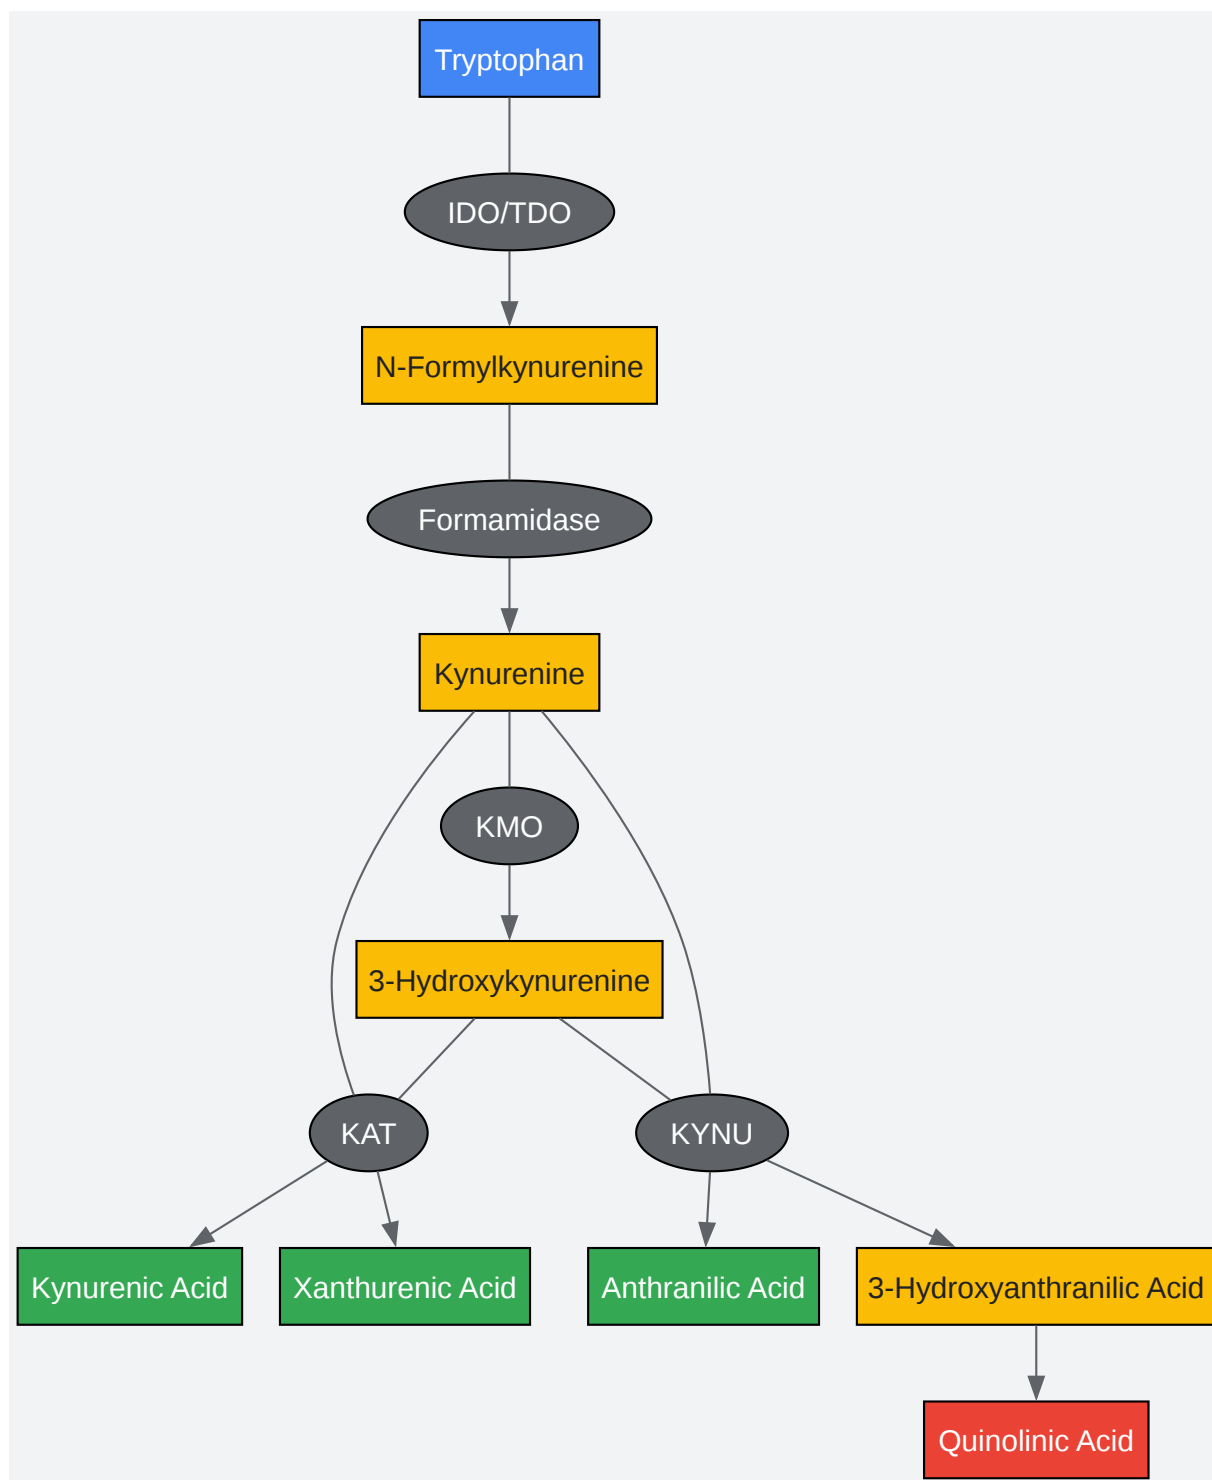 Tryptophan
IDO/TDO
N-Formylkynurenine
Formamidase
Kynurenine
KMO
3-Hydroxykynurenine
KAT
KYNU
Kynurenic Acid
Xanthurenic Acid
Anthranilic Acid
3-Hydroxyanthranilic Acid
Quinolinic Acid